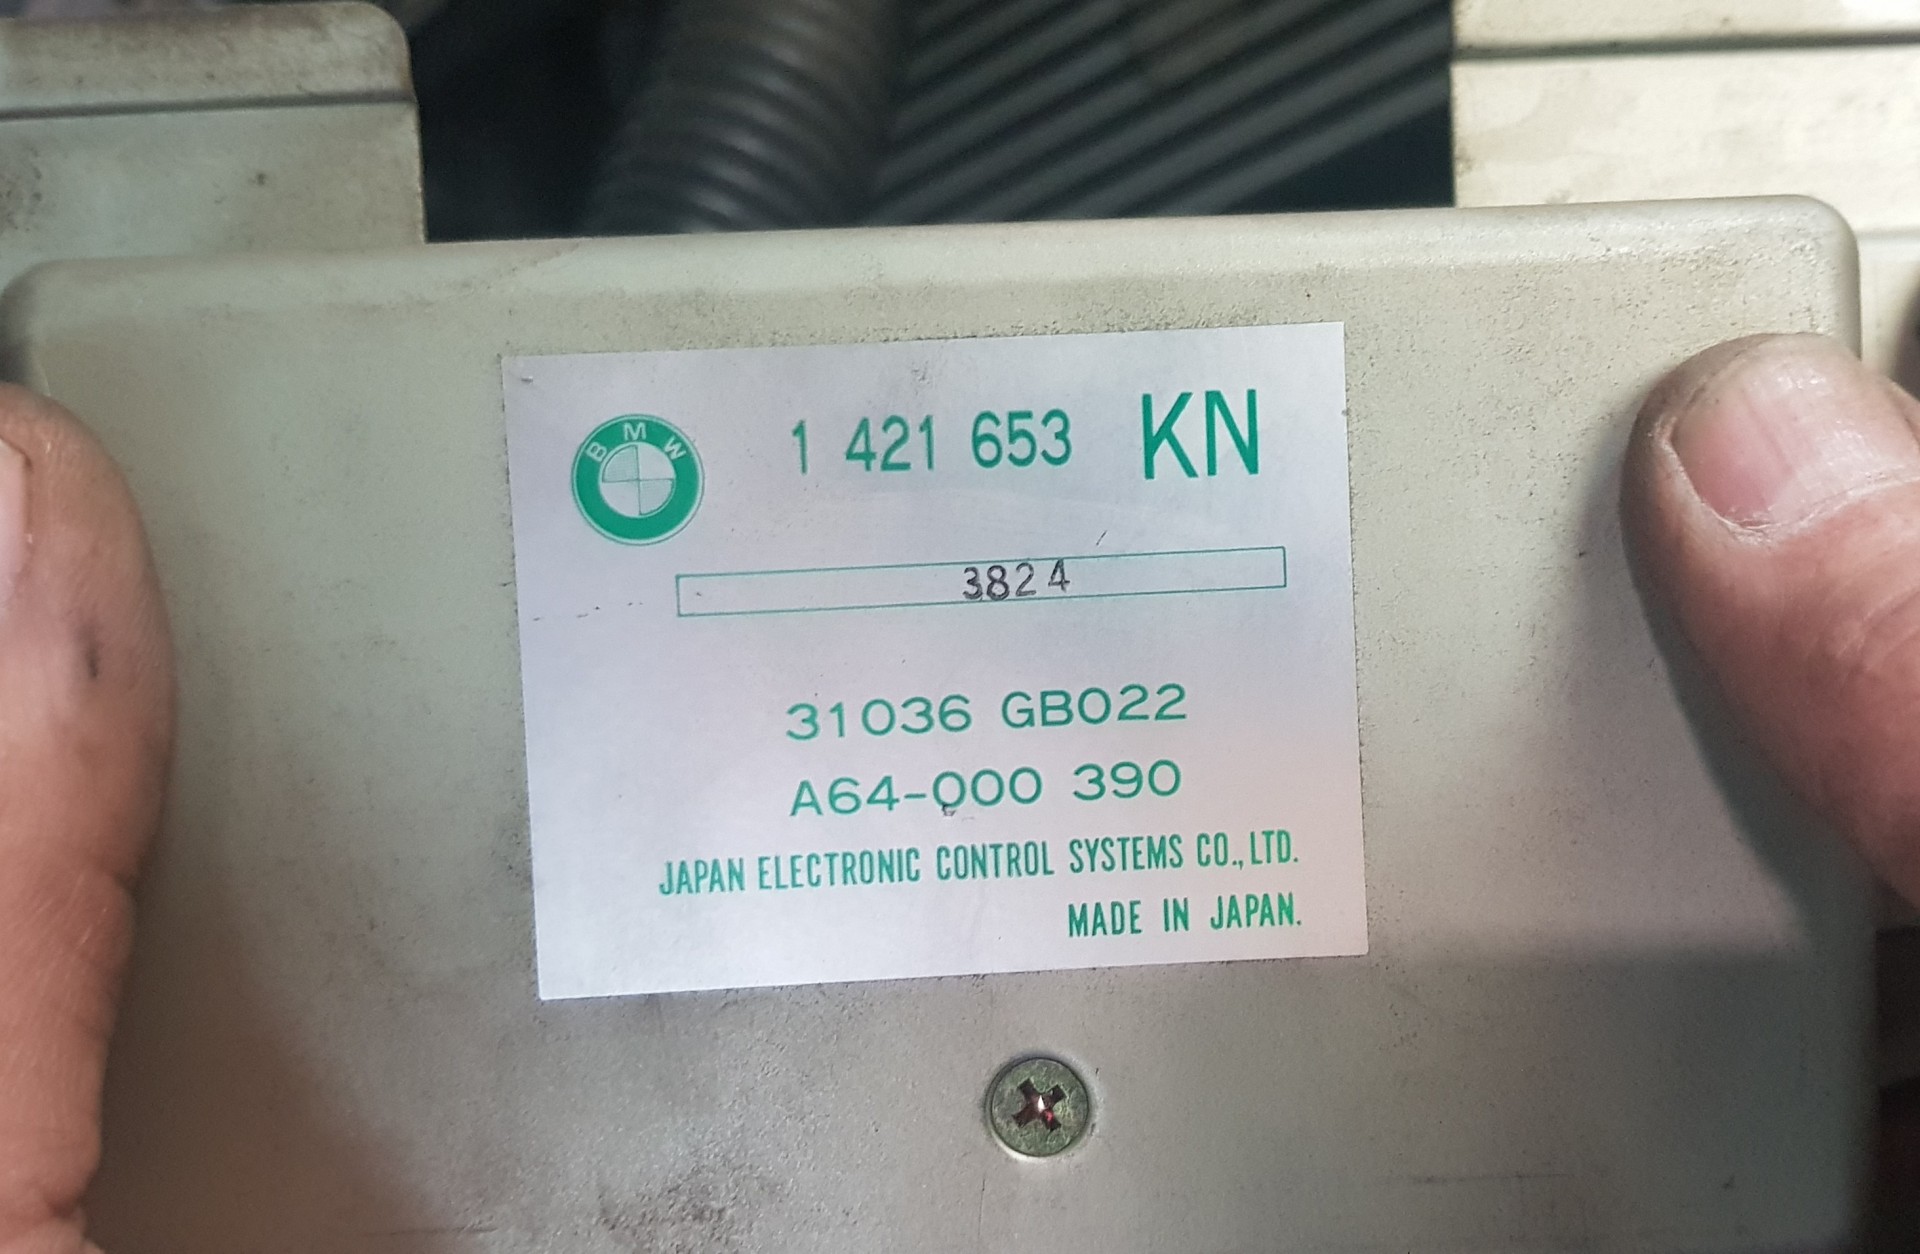 BMW
1 421 653 KN
3824
31036 GB022
A64-000 390
JAPAN ELECTRONIC CONTROL SYSTEMS CO., LTD.
MADE IN JAPAN.